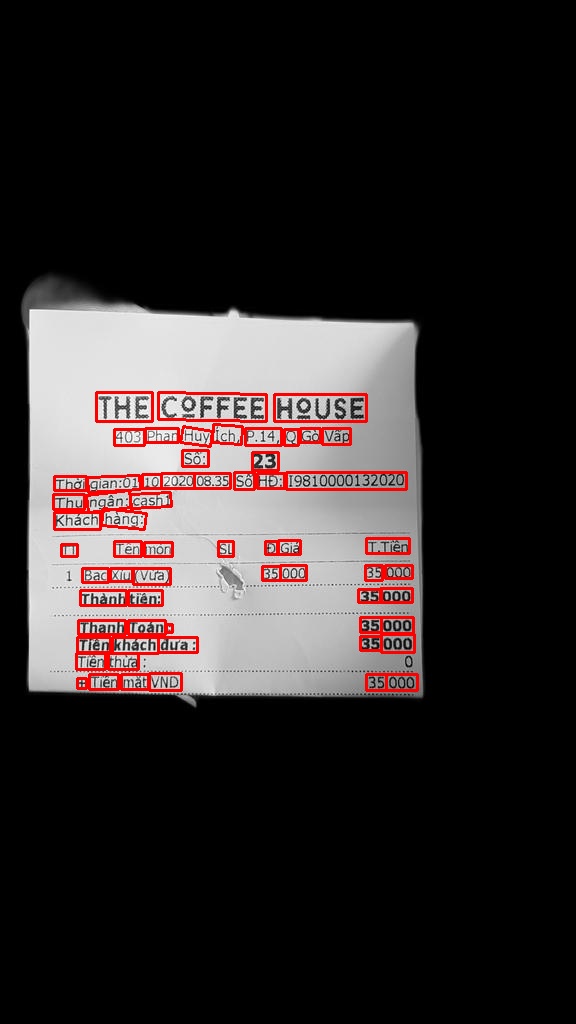 THE COFFEE HOUSE
403 Phan Huy Ích, P.14, Q Gò Vấp
Số: 23
Thời gian:01 10 2020 08.35 Số HĐ: I9810000132020
Thu ngân: cash1
Khách hàng:
TT Tên món SL Đ Giá T.Tiền
1 Bạc Xỉu (Vừa) 35 000 35 000
Thành tiền: 35 000
Thanh Toán : 35 000
Tiền khách đưa : 35 000
Tiền thừa : 0
Tiền mặt VND 35 000